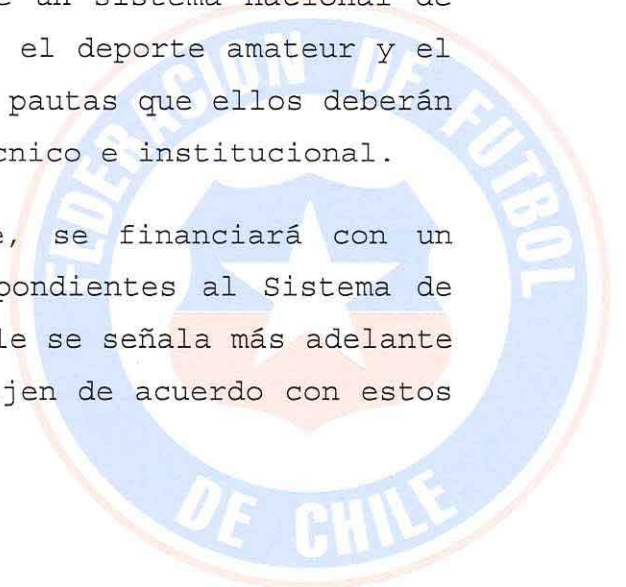 e un sistema nacional de
el deporte amateur y el
pautas que ellos deberán
cnico e institucional.
e, se financiará con un
pondientes al Sistema de
le se señala más adelante
jen de acuerdo con estos
FEDERACION DE FUTBOL
DE CHILE